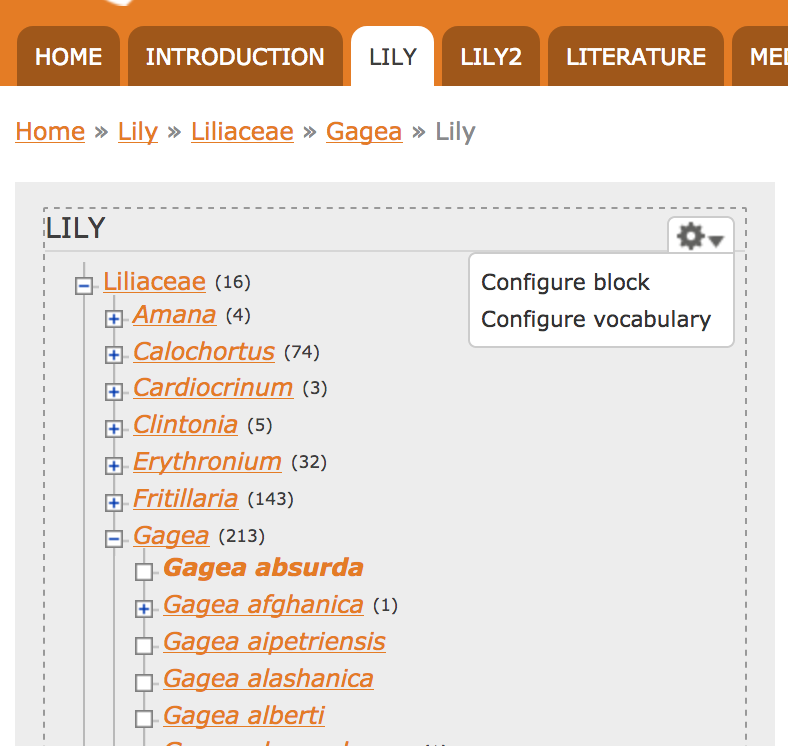 HOME INTRODUCTION LILY LILY2 LITERATURE
Home » Lily » Liliaceae » Gagea » Lily
LILY
Configure block
Configure vocabulary
Liliaceae (16)
Amana (4)
Calochortus (74)
Cardiocrinum (3)
Clintonia (5)
Erythronium (32)
Fritillaria (143)
Gagea (213)
Gagea absurda
Gagea afghanica (1)
Gagea aipetriensis
Gagea alashanica
Gagea alberti